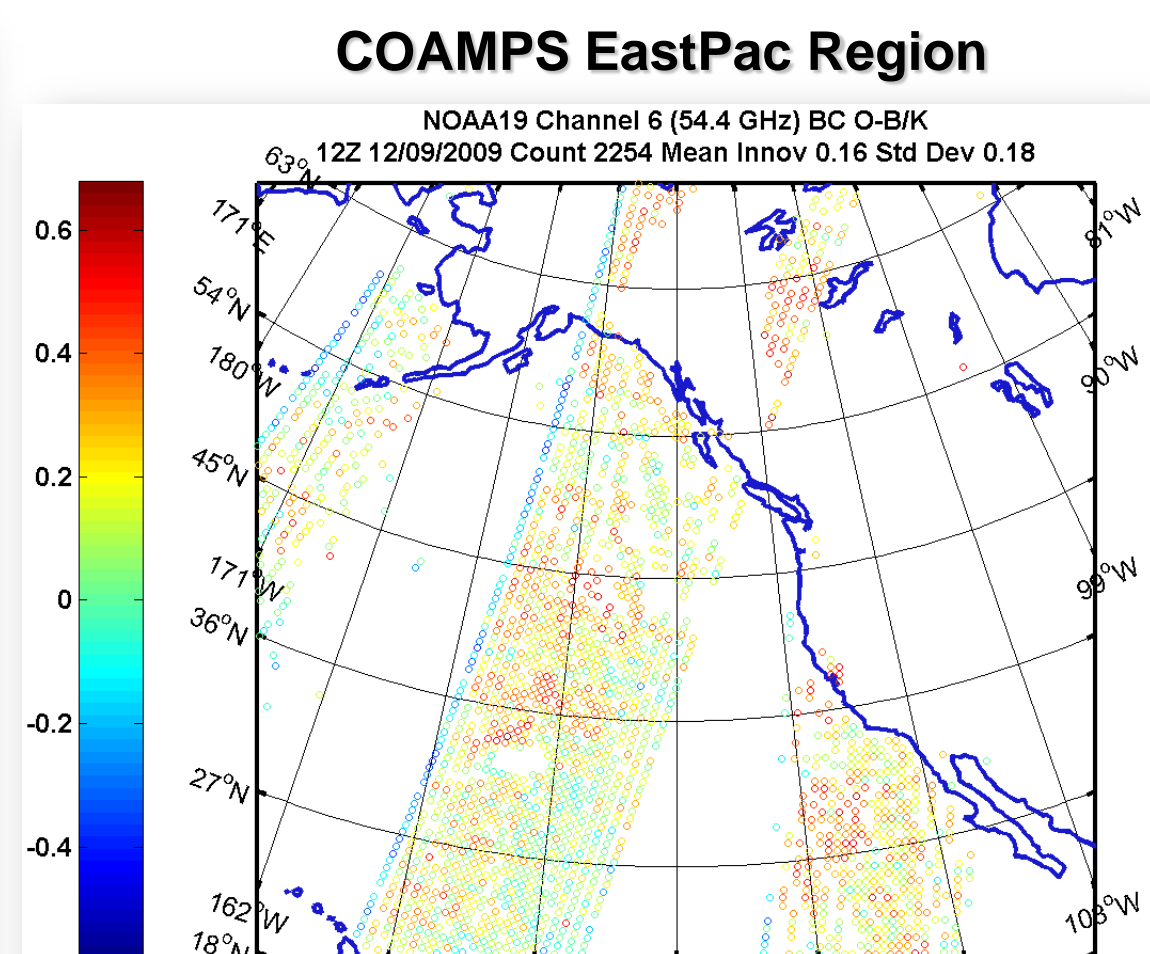 COAMPS EastPac Region
NOAA19 Channel 6 (54.4 GHz) BC O-B/K
12Z 12/09/2009 Count 2254 Mean Innov 0.16 Std Dev 0.18
63°N
171°E
81°W
0.6
54°N
0.4
180°W
90°W
0.2
45°N
171°W
99°W
0
36°N
-0.2
27°N
-0.4
162°W
108°W
18°N